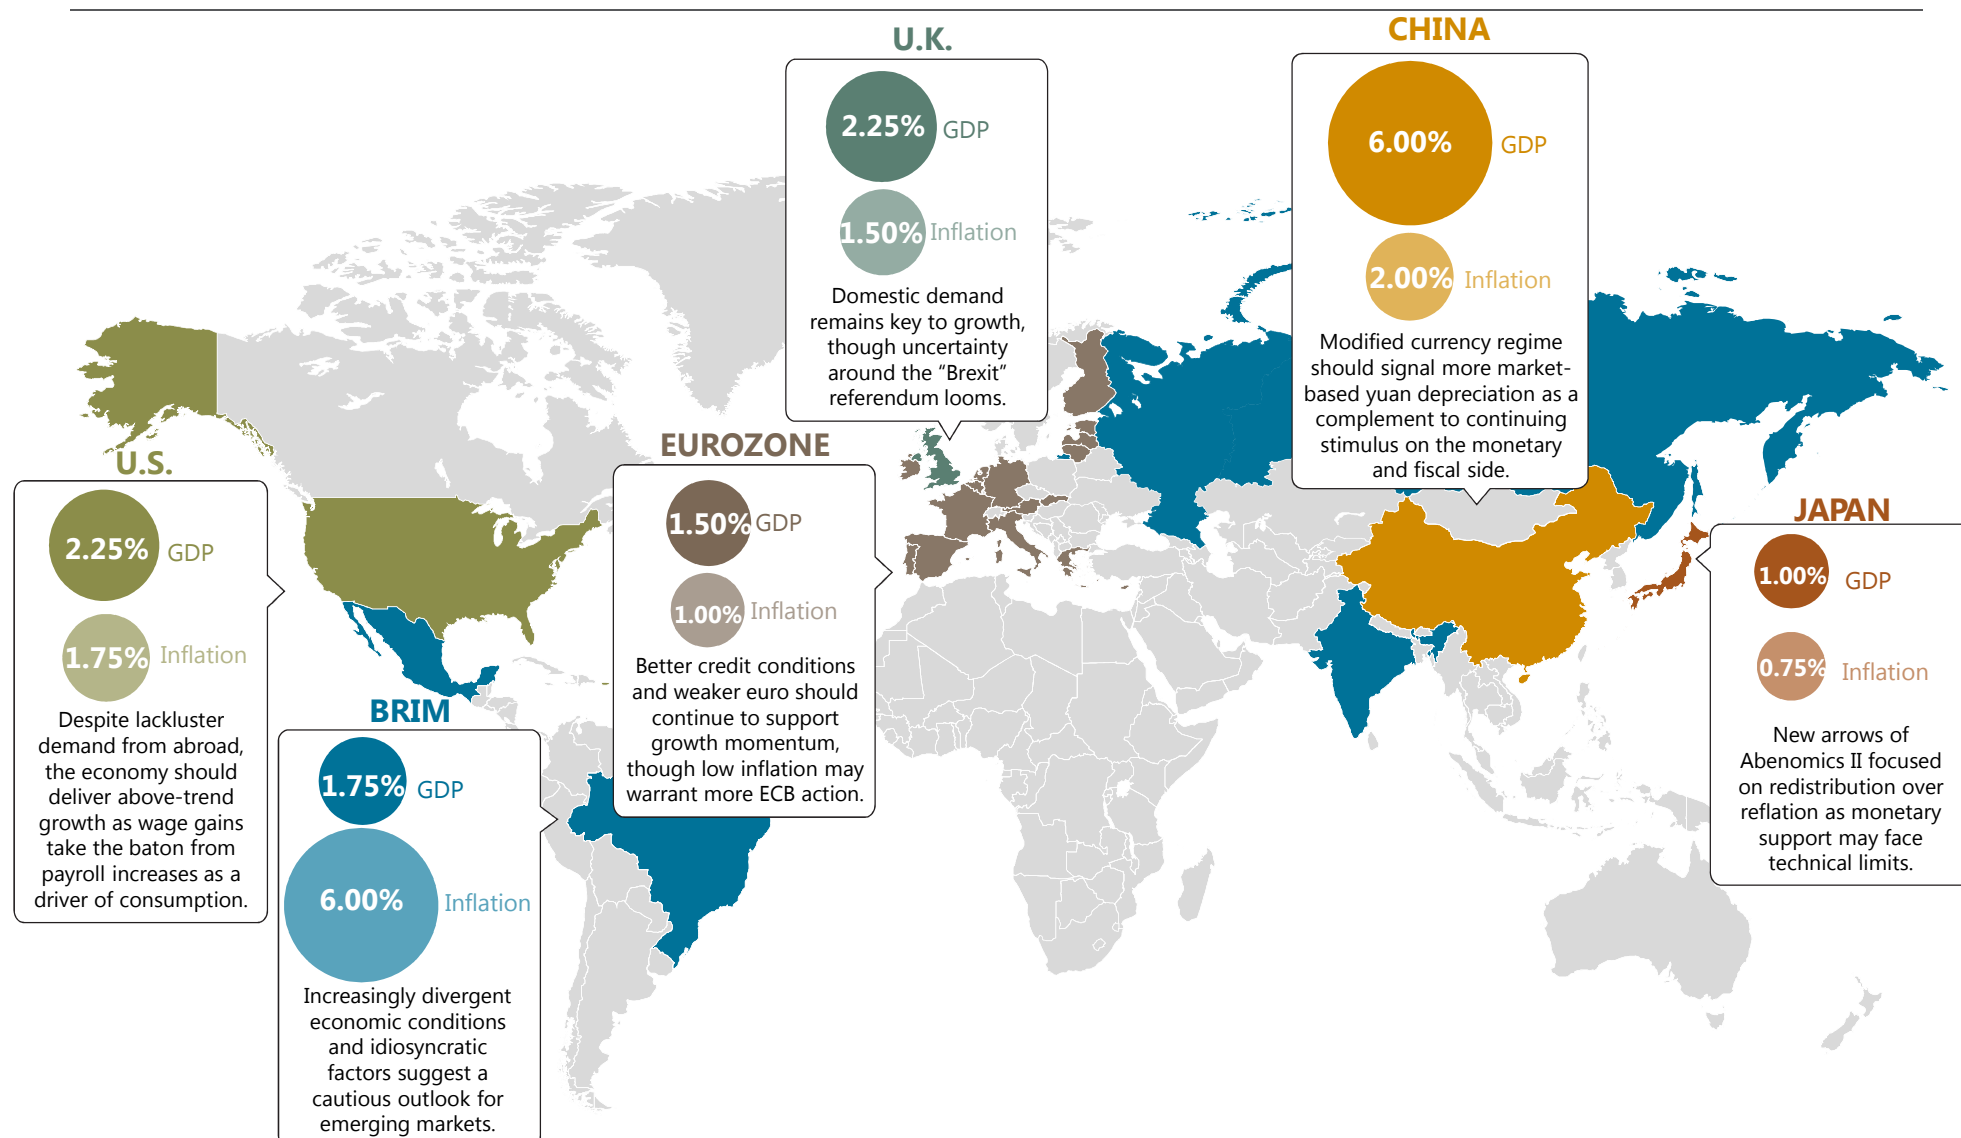 U.K.
2.25% GDP
1.50% Inflation
Domestic demand
remains key to growth,
though uncertainty
around the “Brexit”
referendum looms.
CHINA
6.00% GDP
2.00% Inflation
Modified currency regime
should signal more market-
based yuan depreciation as a
complement to continuing
stimulus on the monetary
and fiscal side.
U.S.
2.25% GDP
1.75% Inflation
Despite lackluster
demand from abroad,
the economy should
deliver above-trend
growth as wage gains
take the baton from
payroll increases as a
driver of consumption.
EUROZONE
1.50% GDP
1.00% Inflation
Better credit conditions
and weaker euro should
continue to support
growth momentum,
though low inflation may
warrant more ECB action.
JAPAN
1.00% GDP
0.75% Inflation
New arrows of
Abenomics II focused
on redistribution over
reflation as monetary
support may face
technical limits.
BRIM
1.75% GDP
6.00% Inflation
Increasingly divergent
economic conditions
and idiosyncratic
factors suggest a
cautious outlook for
emerging markets.